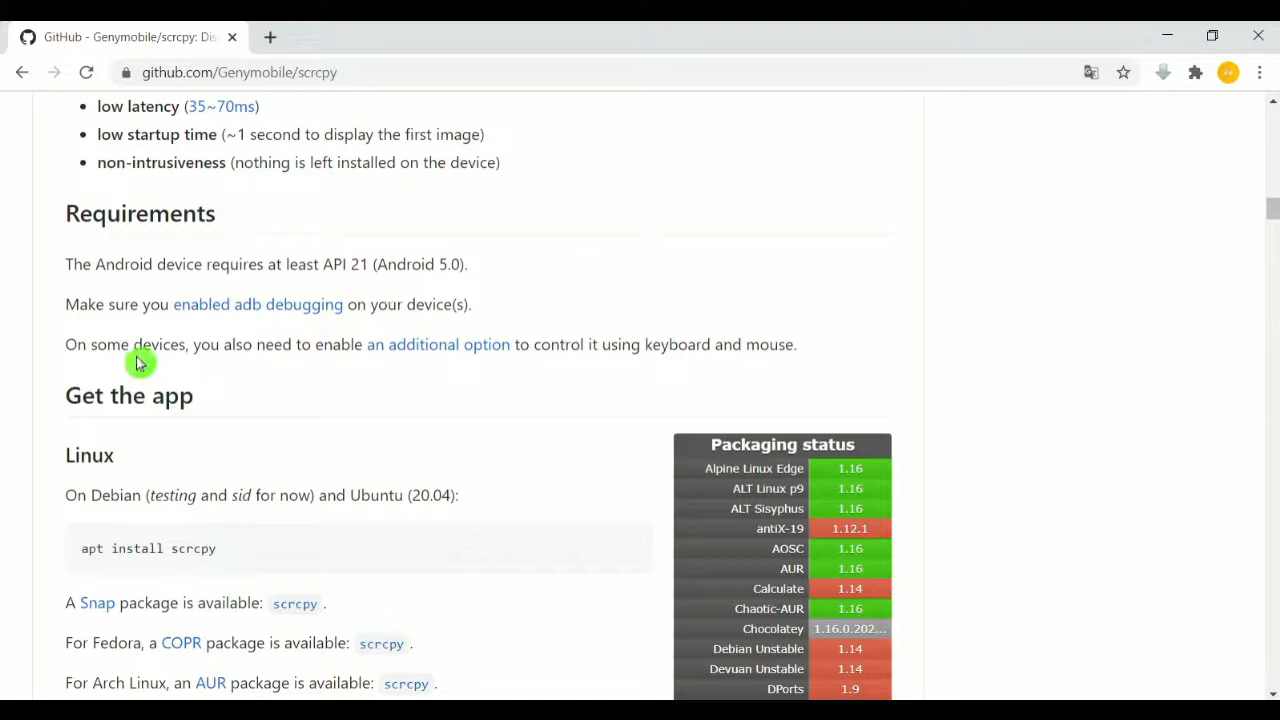 GitHub - Genymobile/scrcpy: Dis
github.com/Genymobile/scrcpy
low latency (35~70ms)
low startup time (~1 second to display the first image)
non-intrusiveness (nothing is left installed on the device)
Requirements
The Android device requires at least API 21 (Android 5.0).
Make sure you enabled adb debugging on your device(s).
On some devices, you also need to enable an additional option to control it using keyboard and mouse.
Get the app
Linux
On Debian (testing and sid for now) and Ubuntu (20.04):
apt install scrcpy
A Snap package is available: scrcpy.
For Fedora, a COPR package is available: scrcpy.
For Arch Linux, an AUR package is available: scrcpy.
Packaging status
Alpine Linux Edge 1.16
ALT Linux p9 1.16
ALT Sisyphus 1.16
antiX-19 1.12.1
AOSC 1.16
AUR 1.16
Calculate 1.14
Chaotic-AUR 1.16
Chocolatey 1.16.0.202...
Debian Unstable 1.14
Devuan Unstable 1.14
DPorts 1.9